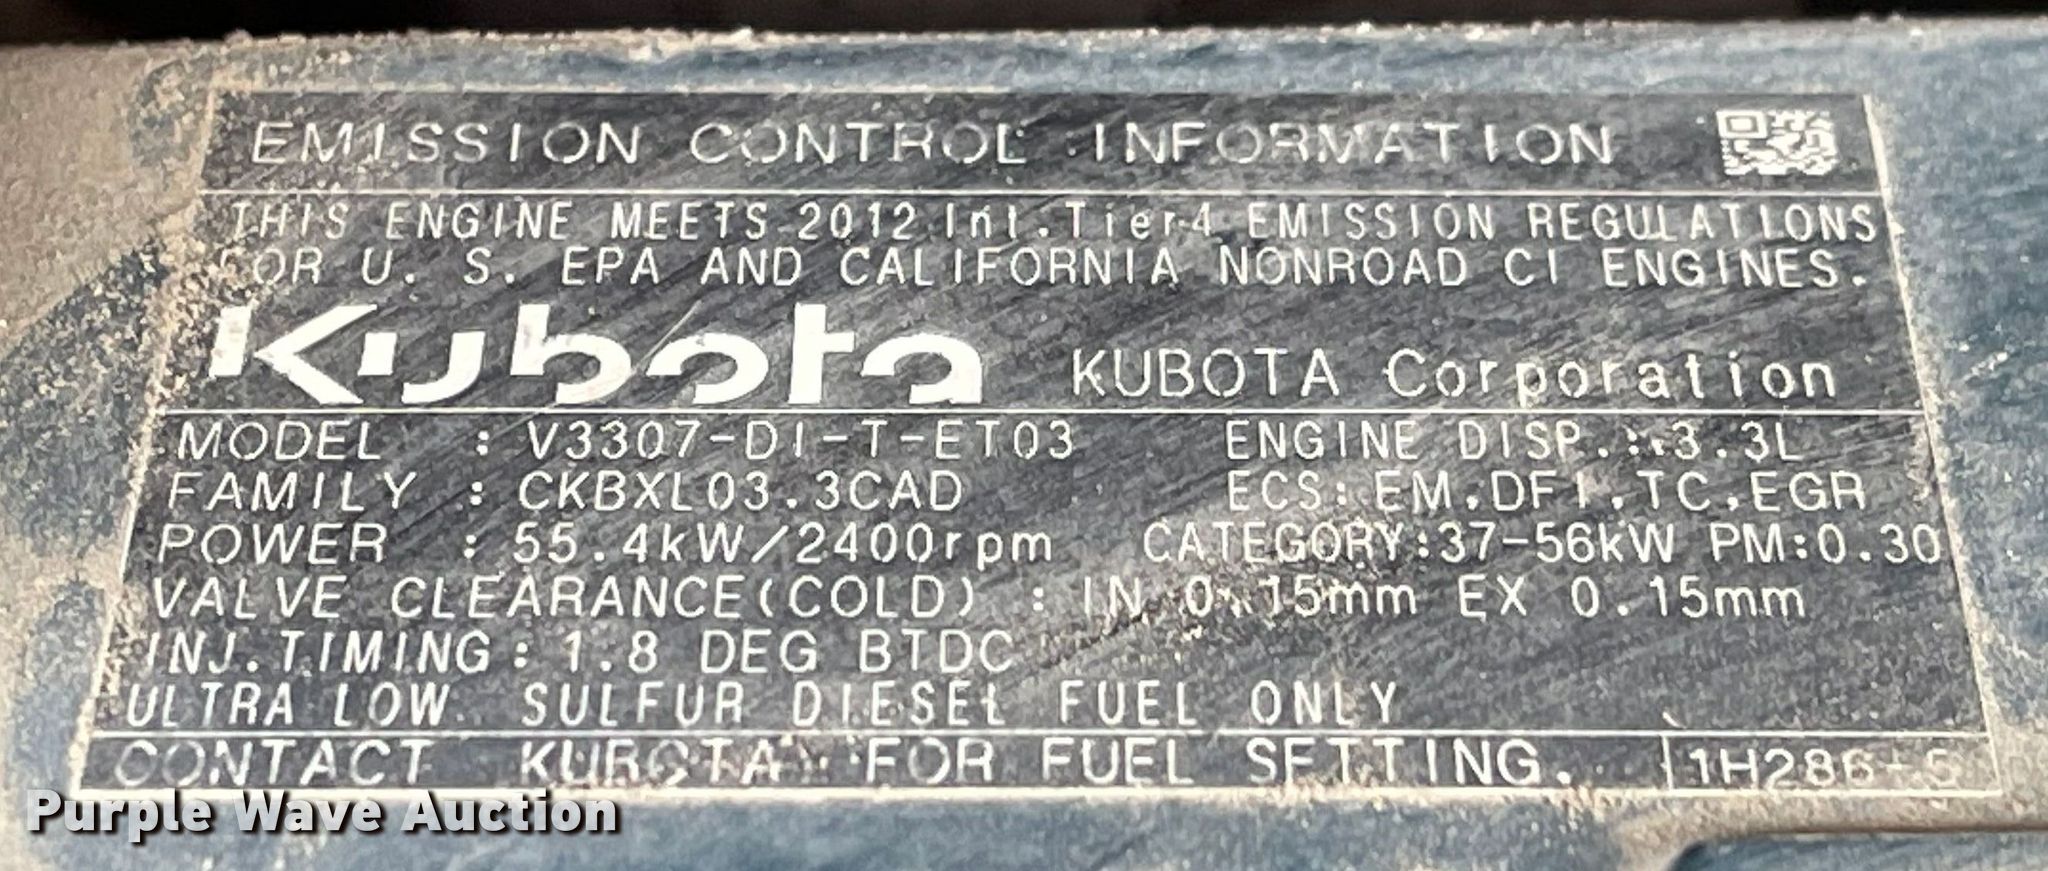 EMISSION CONTROL INFORMATION
THIS ENGINE MEETS 2012 Int.Tier4 EMISSION REGULATIONS
FOR U. S. EPA AND CALIFORNIA NONROAD CI ENGINES.
Kubota KUBOTA Corporation
MODEL : V3307-DI-T-ET03 ENGINE DISP.: 3.3L
FAMILY : CKBXL03.3CAD ECS: EM,DFI,TC,EGR
POWER : 55.4kW/2400rpm CATEGORY:37-56kW PM:0.30
VALVE CLEARANCE(COLD) : IN 0.15mm EX 0.15mm
INJ.TIMING: 1.8 DEG BTDC
ULTRA LOW SULFUR DIESEL FUEL ONLY
CONTACT KUBOTA FOR FUEL SETTING.
Purple Wave Auction